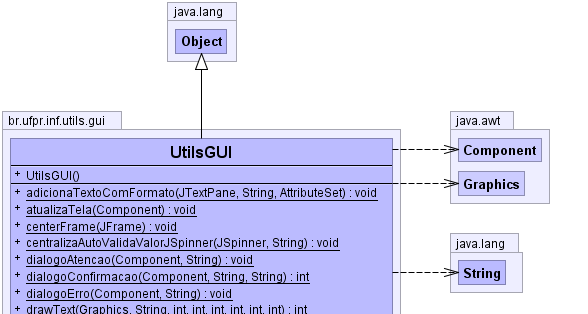 java.lang
Object
br.ufpr.inf.utils.gui
java.awt
UtilsGUI
Component
+ UtilsGUI()
Graphics
+ adicionaTextoComFormato(JTextPane, String, AttributeSet) : void
+ atualizaTela(Component) : void
+ centerFrame(JFrame) : void
+ centralizaAutoValidaValorJSpinner(JSpinner, String) : void
java.lang
+ dialogoAtencao(Component, String) : void
+ dialogoConfirmacao(Component, String, String) : int
String
+ dialogoErro(Component, String) : void
+ drawText(Graphics, String, int, int, int, int, int, int) : int